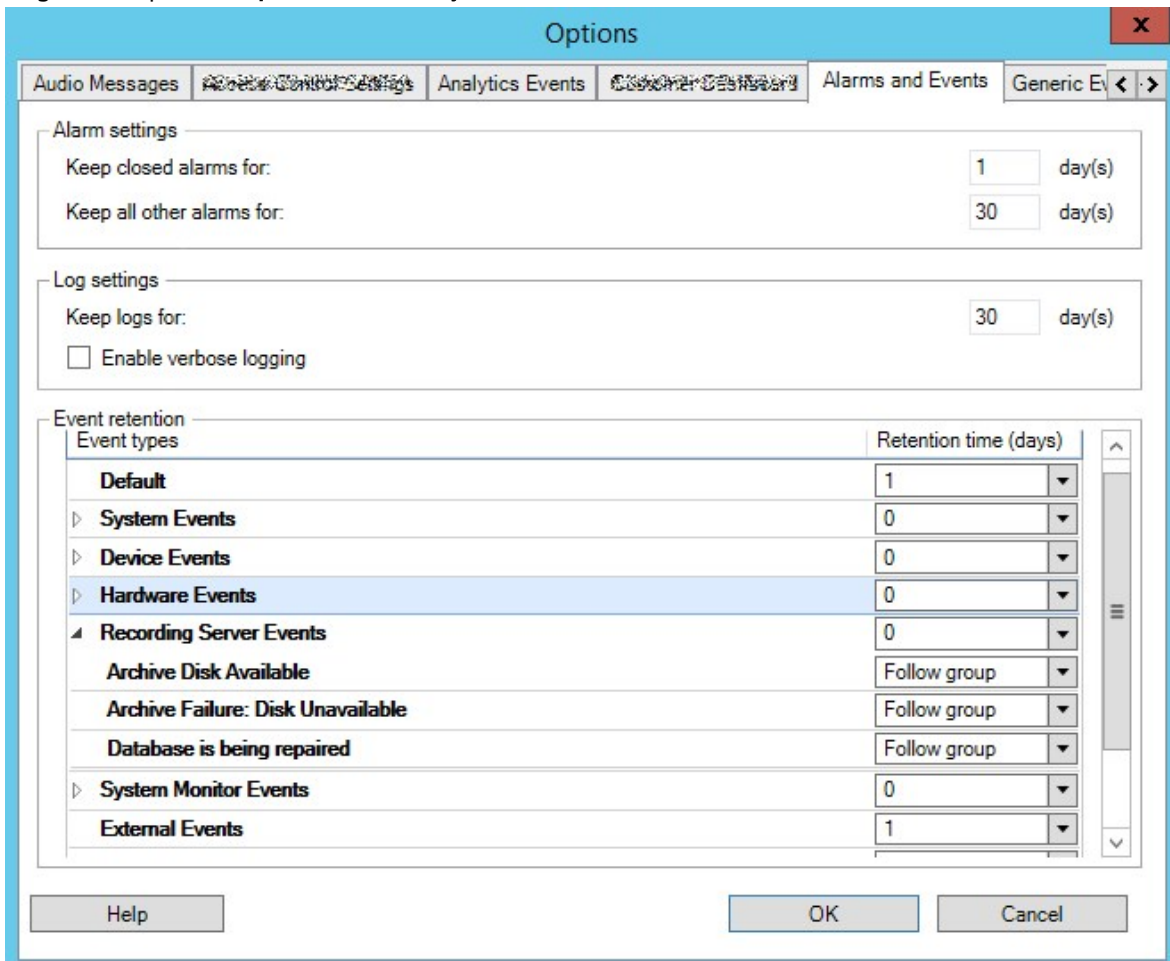 Options
x
Audio Messages
Analytics Events
Alarms and Events
Generic Ev
Alarm settings
Keep closed alarms for: 1 day(s)
Keep all other alarms for: 30 day(s)
Log settings
Keep logs for: 30 day(s)
Enable verbose logging
Event retention
Event types Retention time (days)
Default 1
System Events 0
Device Events 0
Hardware Events 0
Recording Server Events 0
Archive Disk Available Follow group
Archive Failure: Disk Unavailable Follow group
Database is being repaired Follow group
System Monitor Events 0
External Events 1
Help OK Cancel